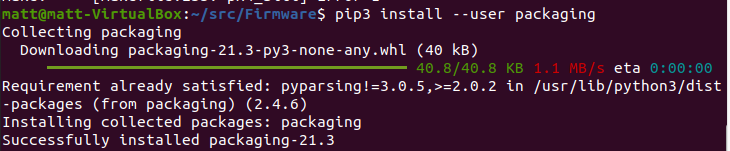 matt@matt-VirtualBox:~/src/Firmware$ pip3 install --user packaging
Collecting packaging
  Downloading packaging-21.3-py3-none-any.whl (40 kB)
40.8/40.8 KB 1.1 MB/s eta 0:00:00
Requirement already satisfied: pyparsing!=3.0.5,>=2.0.2 in /usr/lib/python3/dist
-packages (from packaging) (2.4.6)
Installing collected packages: packaging
Successfully installed packaging-21.3